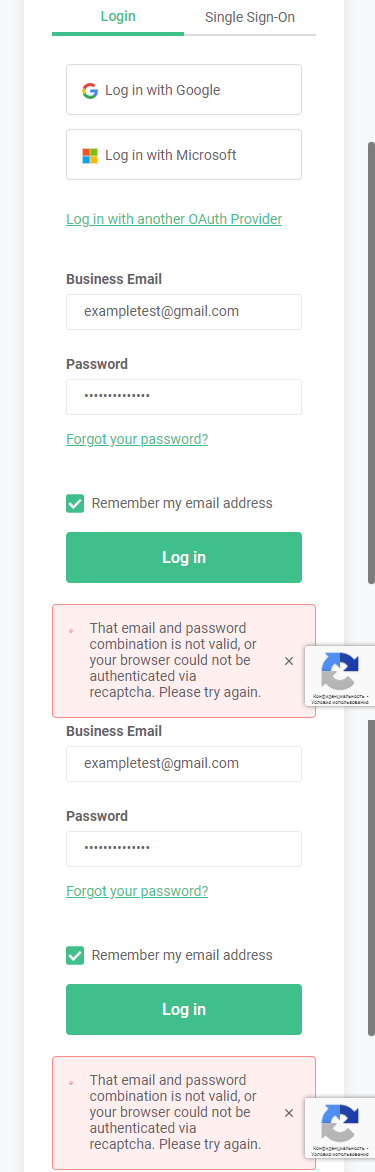 Login
Single Sign-On
Log in with Google
Log in with Microsoft
Log in with another OAuth Provider
Business Email
exampletest@gmail.com
Password
••••••••••••••
Forgot your password?
Remember my email address
Log in
That email and password
combination is not valid, or
your browser could not be
authenticated via
recaptcha. Please try again.
×
Конфиденциальность -
Условия использования
Business Email
exampletest@gmail.com
Password
••••••••••••••
Forgot your password?
Remember my email address
Log in
That email and password
combination is not valid, or
your browser could not be
authenticated via
recaptcha. Please try again.
×
Конфиденциальность -
Условия использования